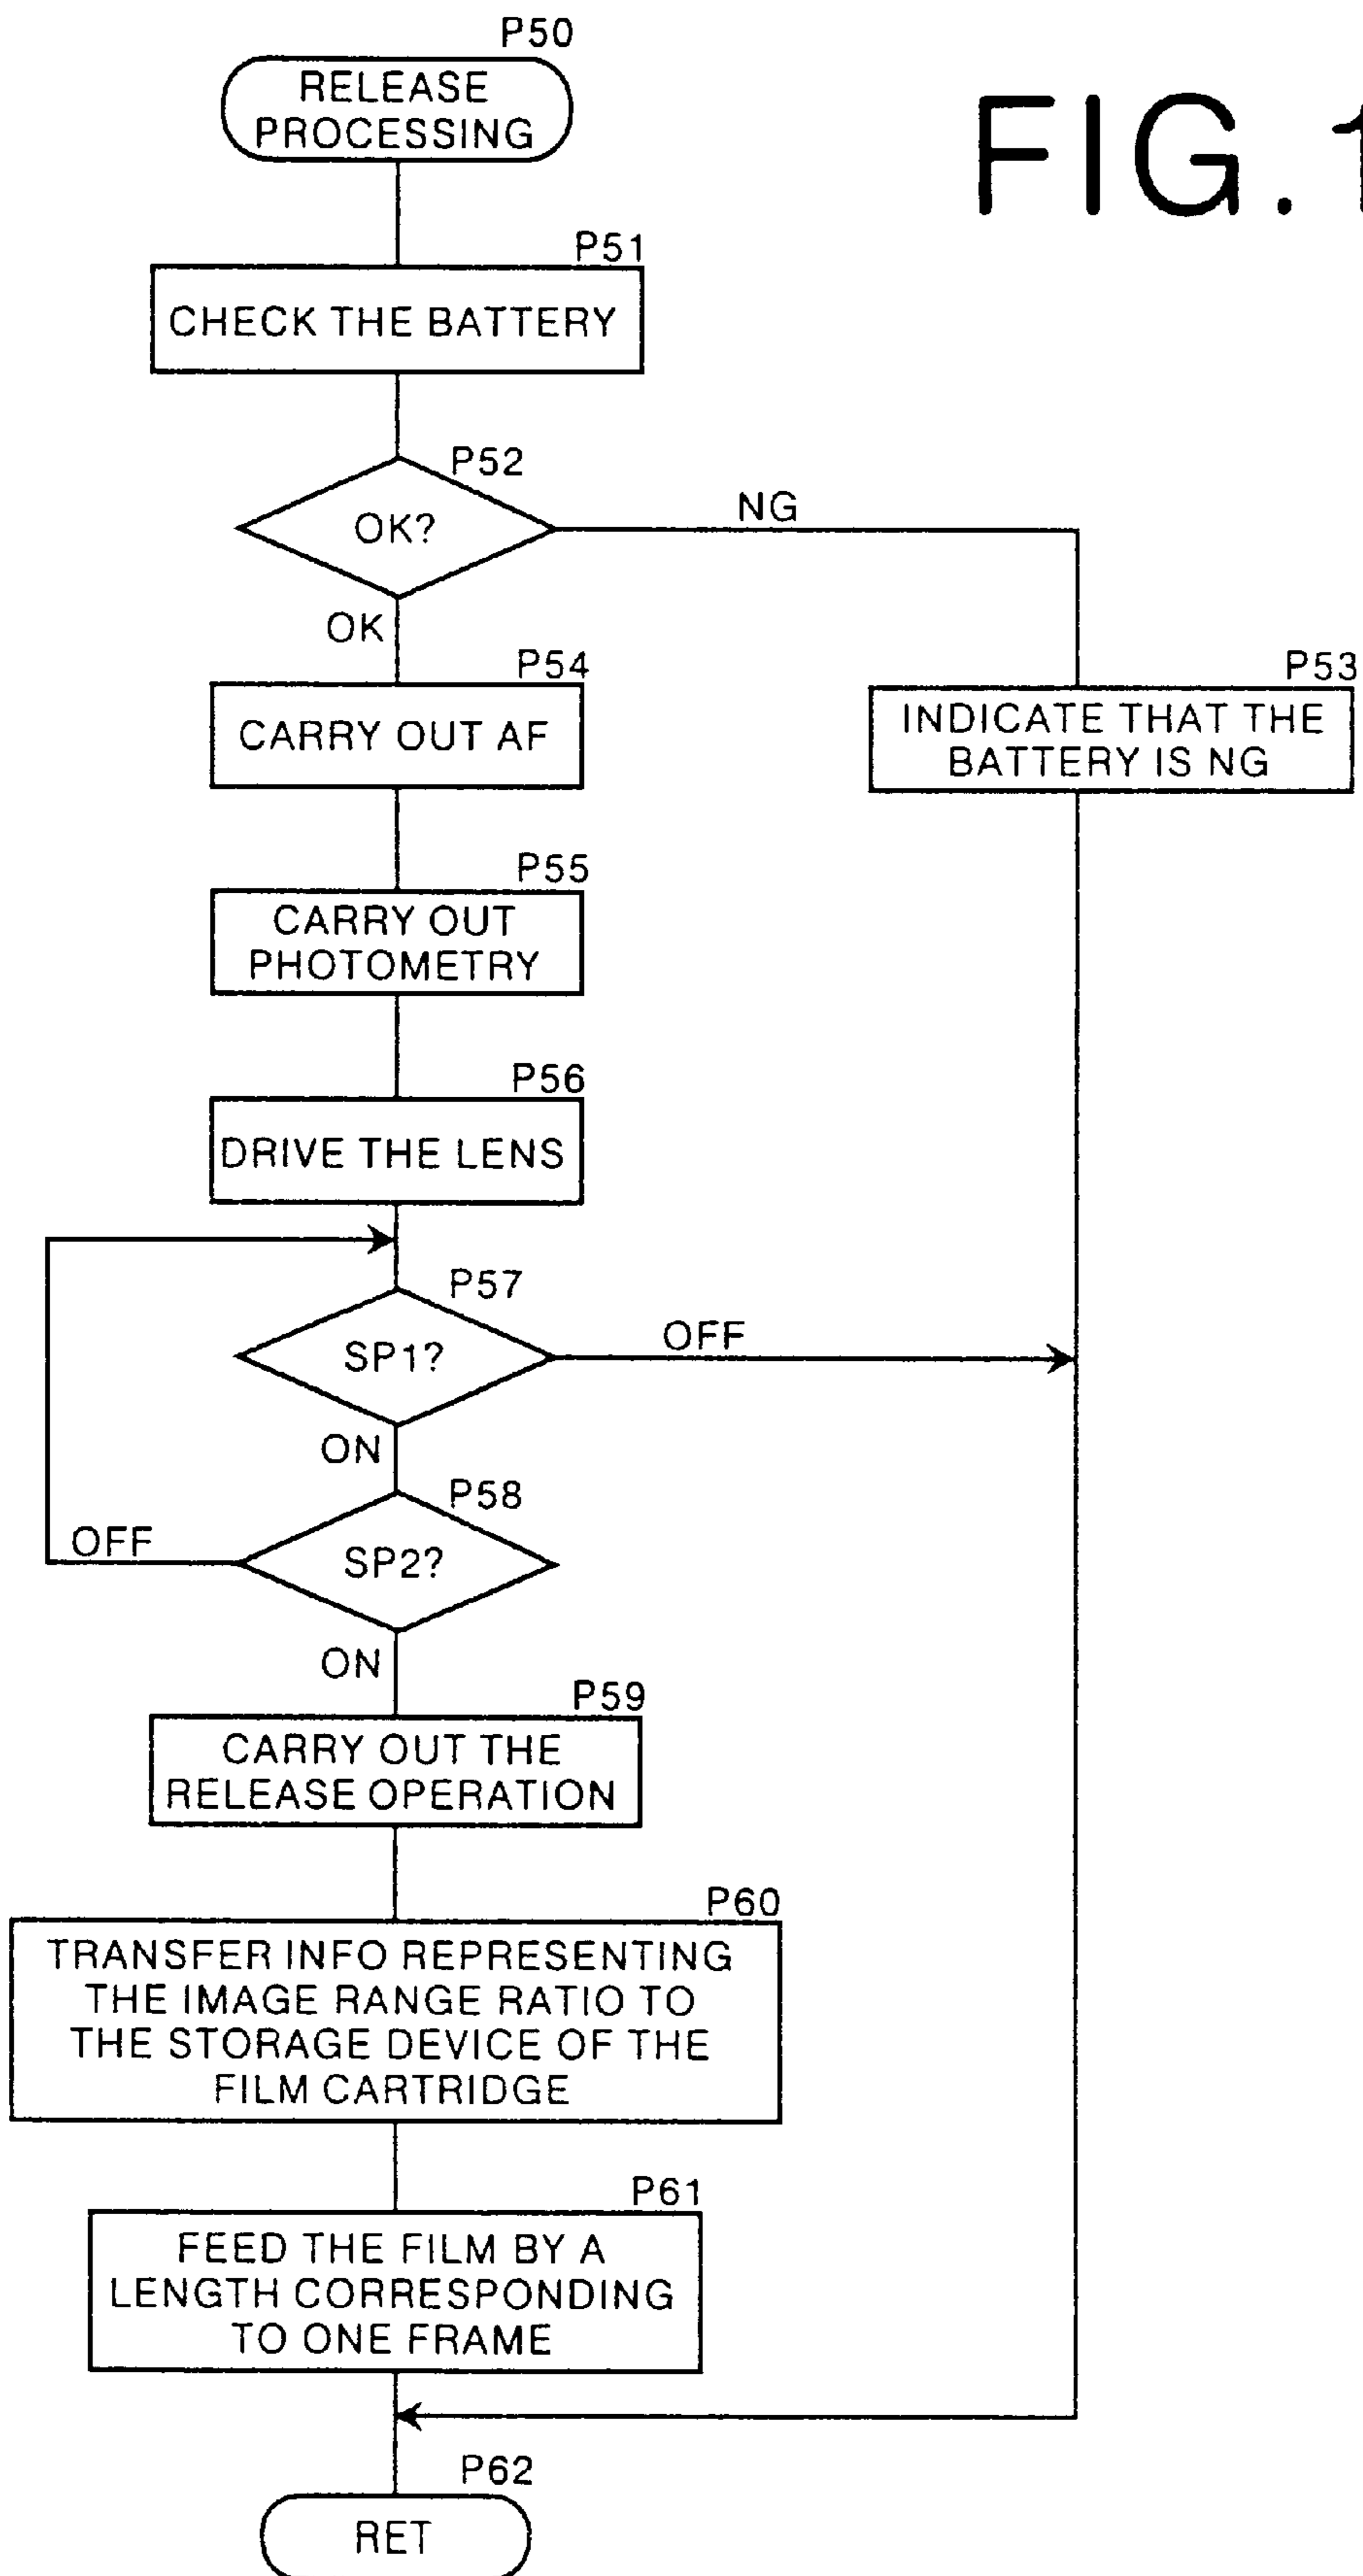 P50
RELEASE
PROCESSING
FIG.1
P51
CHECK THE BATTERY
P52
OK?
NG
OK
P54
CARRY OUT AF
P53
INDICATE THAT THE
BATTERY IS NG
P55
CARRY OUT
PHOTOMETRY
P56
DRIVE THE LENS
P57
SP1?
OFF
ON
P58
SP2?
OFF
ON
P59
CARRY OUT THE
RELEASE OPERATION
P60
TRANSFER INFO REPRESENTING
THE IMAGE RANGE RATIO TO
THE STORAGE DEVICE OF THE
FILM CARTRIDGE
P61
FEED THE FILM BY A
LENGTH CORRESPONDING
TO ONE FRAME
P62
RET